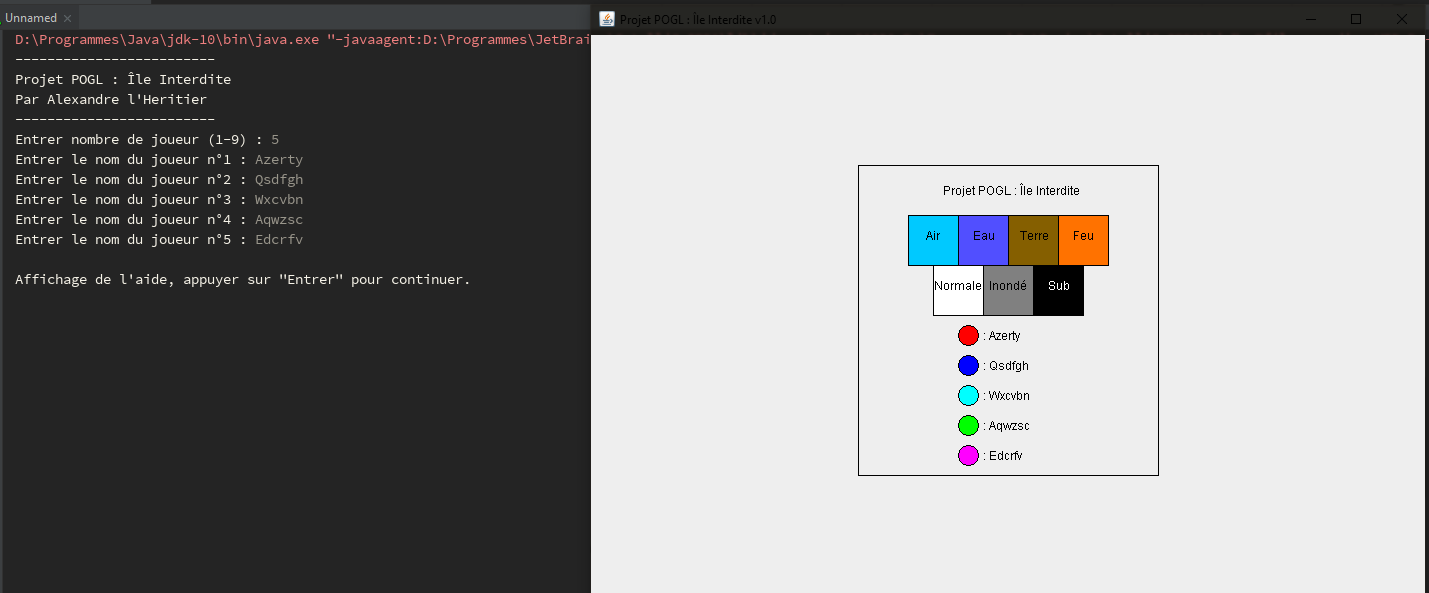 Unnamed
D:\Programmes\Java\jdk-10\bin\java.exe "-javaagent:D:\Programmes\JetBrai
-------------------------
Projet POGL : Île Interdite
Par Alexandre l'Heritier
-------------------------
Entrer nombre de joueur (1-9) : 5
Entrer le nom du joueur n°1 : Azerty
Entrer le nom du joueur n°2 : Qsdfgh
Entrer le nom du joueur n°3 : Wxcvbn
Entrer le nom du joueur n°4 : Aqwzsc
Entrer le nom du joueur n°5 : Edcrfv
Affichage de l'aide, appuyer sur "Entrer" pour continuer.
Projet POGL : Île Interdite v1.0
Projet POGL : Île Interdite
Air Eau Terre Feu
Normale Inondé Sub
: Azerty
: Qsdfgh
: Wxcvbn
: Aqwzsc
: Edcrfv